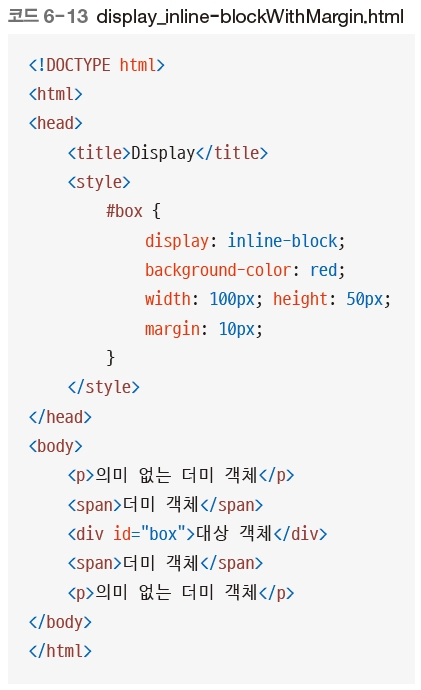 코드 6-13 display_inline-blockWithMargin.html
<!DOCTYPE html>
<html>
<head>
    <title>Display</title>
    <style>
        #box {
            display: inline-block;
            background-color: red;
            width: 100px; height: 50px;
            margin: 10px;
        }
    </style>
</head>
<body>
    <p>의미 없는 더미 객체</p>
    <span>더미 객체</span>
    <div id="box">대상 객체</div>
    <span>더미 객체</span>
    <p>의미 없는 더미 객체</p>
</body>
</html>